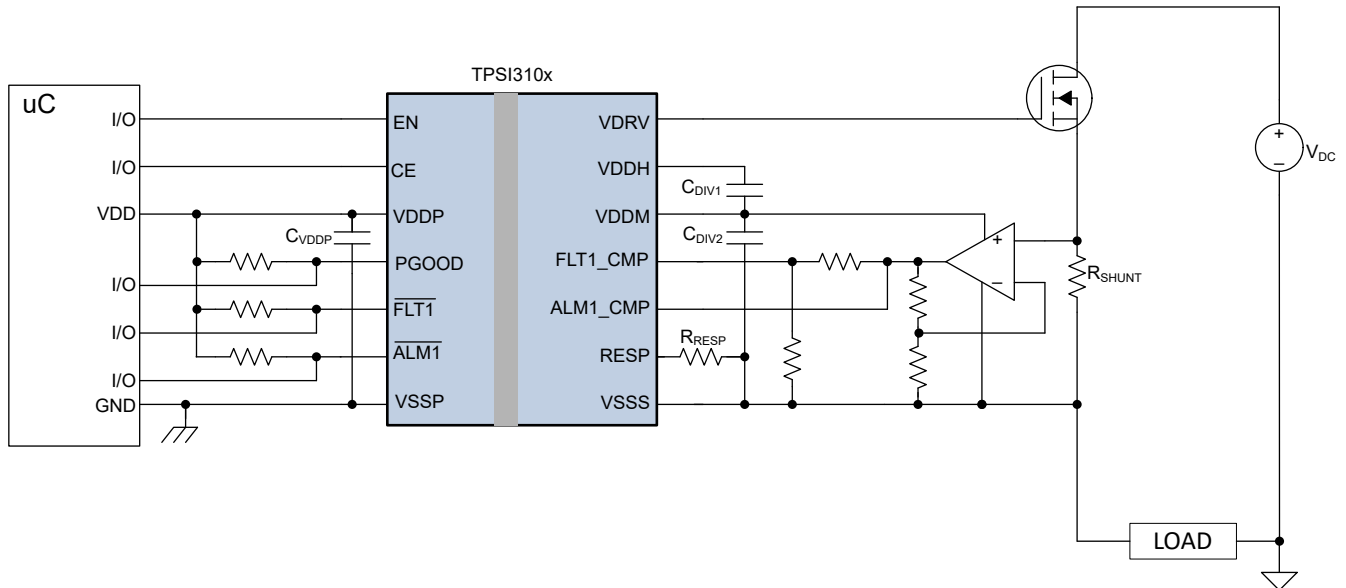 TPSI310x
uC
I/O
EN
VDRV
I/O
CE
VDDH
CDIV1
+
−
VDC
VDD
VDDP
VDDM
CVDDP
CDIV2
+
PGOOD
FLT1_CMP
RSHUNT
I/O
−
FLT1
ALM1_CMP
I/O
RRESP
ALM1
RESP
I/O
GND
VSSP
VSSS
LOAD